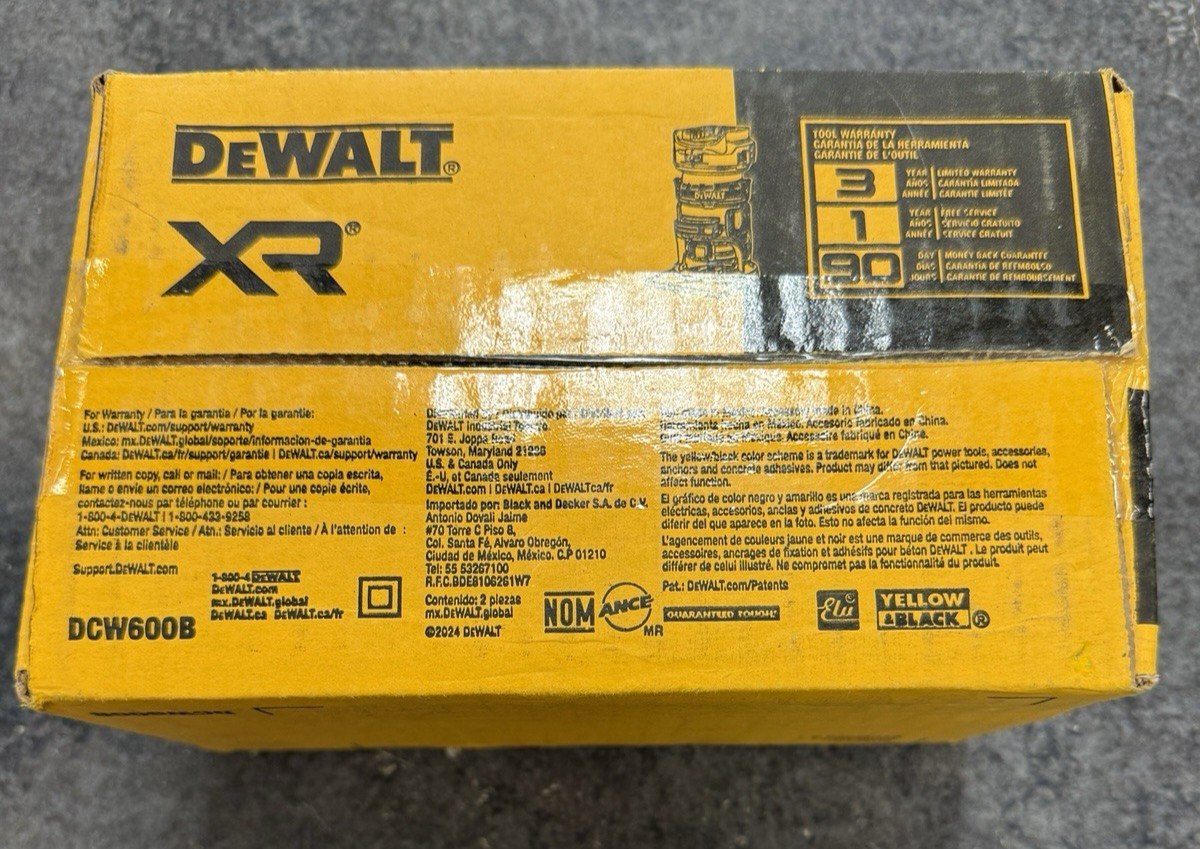 DEWALT®
XR®
DEWALT
TOOL WARRANTY
GARANTÍA DE LA HERRAMIENTA
GARANTIE DE L'OUTIL
3 YEAR AÑOS ANNÉE LIMITED WARRANTY GARANTÍA LIMITADA GARANTIE LIMITÉE
1 YEAR AÑOS ANNÉE FREE SERVICE SERVICIO GRATUITO SERVICE GRATUIT
90 DAY DÍAS JOURS MONEY BACK GUARANTEE GARANTÍA DE REEMBOLSO GARANTIE DE REMBOURSEMENT
For Warranty / Para la garantía / Por la garantie:
U.S.: DEWALT.com/support/warranty
Mexico: mx.DEWALT.global/soporte/informacion-de-garantia
Canada: DEWALT.ca/fr/support/garantie | DEWALT.ca/support/warranty
For written copy, call or mail: / Para obtener una copia escrita,
llame o envíe un correo electrónico: / Pour une copie écrite,
contactez-nous par téléphone ou par courrier :
1-800-4-DEWALT | 1-800-433-9258
Attn: Customer Service / Atn.: Servicio al cliente / À l'attention de :
Service à la clientèle
Support.DEWALT.com
1-800-4-DEWALT
DEWALT.com
mx.DEWALT.global
DEWALT.ca DEWALT.ca/fr
DCW600B
DEWALT Industrial
701 E. Joppa
Towson, Maryland 21286
U.S. & Canada Only
É.-U. et Canada seulement
DEWALT.com | DEWALT.ca | DEWALTca/fr
Importado por: Black and Decker S.A. de C.V.
Antonio Dovali Jaime
#70 Torre C Piso 8,
Col. Santa Fé, Alvaro Obregón,
Ciudad de México, México. C.P 01210
Tel: 55 53267100
R.F.C.BDE8106261W7
Contenido: 2 piezas
mx.DEWALT.global
©2024 DEWALT
NOM ANCE MR
made in China.
Accesorio fabricado en China.
Accessoire fabriqué en Chine.
The yellow/black color scheme is a trademark for DEWALT power tools, accessories,
anchors and concrete adhesives. Product may differ from that pictured. Does not
affect function.
El gráfico de color negro y amarillo es una marca registrada para las herramientas
eléctricas, accesorios, anclas y adhesivos de concreto DEWALT. El producto puede
diferir del que aparece en la foto. Esto no afecta la función del mismo.
L'agencement de couleurs jaune et noir est une marque de commerce des outils,
accessoires, ancrages de fixation et adhésifs pour béton DEWALT . Le produit peut
différer de celui illustré. Ne compromet pas la fonctionnalité du produit.
Pat.: DEWALT.com/Patents
GUARANTEED TOUGH®
Elu
YELLOW
&BLACK®